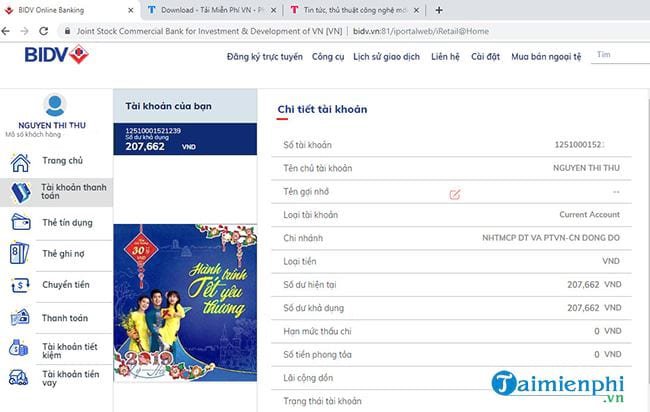 BIDV Online Banking
Download - Tải Miễn Phí VN - Ph
Tin tức, thủ thuật công nghệ mới
Joint Stock Commercial Bank for Investment & Development of VN [VN] | bidv.vn:81/iportalweb/iRetail@Home
BIDV
Đăng ký trực tuyến Công cụ Lịch sử giao dịch Liên hệ Cài đặt Mua bán ngoại tệ Tìm
NGUYEN THI THU
Mã số khách hàng
Trang chủ
Tài khoản thanh toán
Thẻ tín dụng
Thẻ ghi nợ
Chuyển tiền
Thanh toán
Tài khoản tiết kiệm
Tài khoản tiền vay
Tài khoản của bạn
12510001521239
Số dư khả dụng
207,662 VND
30
Hành trình
Tết yêu
thương
2019
Chi tiết tài khoản
Số tài khoản 1251000152
Tên chủ tài khoản NGUYEN THI THU
Tên gợi nhớ --
Loại tài khoản Current Account
Chi nhánh NHTMCP DT VA PTVN-CN DONG DO
Loại tiền VND
Số dư hiện tại 207,662 VND
Số dư khả dụng 207,662 VND
Hạn mức thấu chi 0 VND
Số tiền phong tỏa 0 VND
Lãi cộng dồn
Trạng thái tài khoản
Taimienphi
.vn